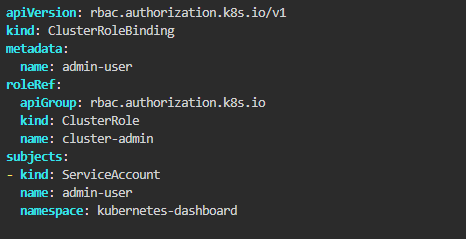 apiVersion: rbac.authorization.k8s.io/v1
kind: ClusterRoleBinding
metadata:
  name: admin-user
roleRef:
  apiGroup: rbac.authorization.k8s.io
  kind: ClusterRole
  name: cluster-admin
subjects:
- kind: ServiceAccount
  name: admin-user
  namespace: kubernetes-dashboard